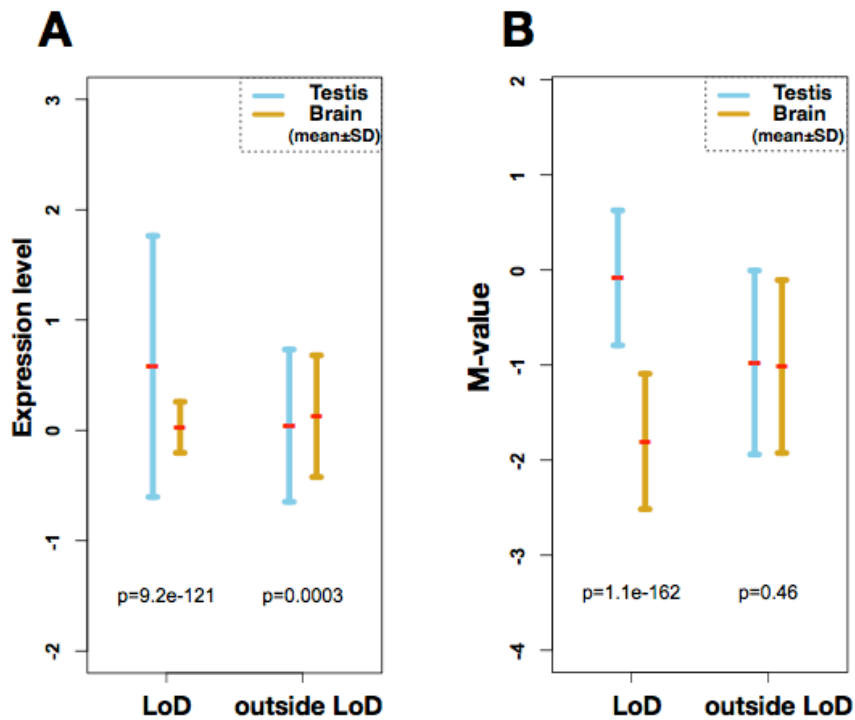 A
Testis
Brain
(mean±SD)
Expression level
3
2
1
0
-1
-2
p=9.2e-121
p=0.0003
LoD
outside LoD
B
Testis
Brain
(mean±SD)
M-value
2
1
0
-1
-2
-3
-4
p=1.1e-162
p=0.46
LoD
outside LoD